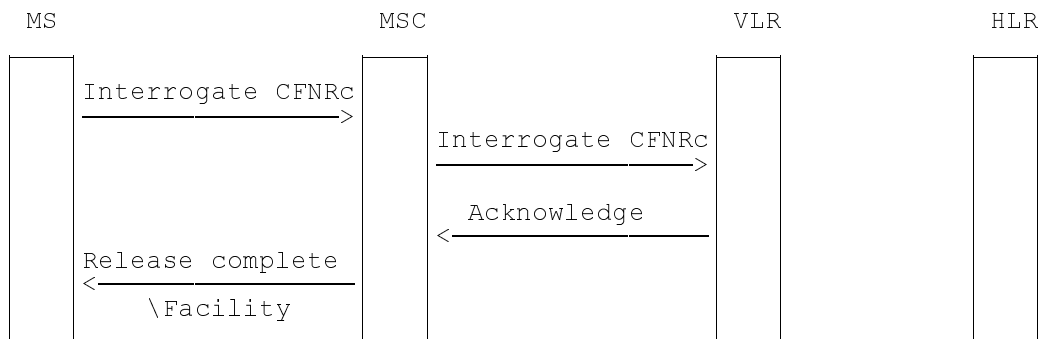 MS MSC VLR HLR
Interrogate CFNRc
Interrogate CFNRc
Acknowledge
Release complete
\Facility